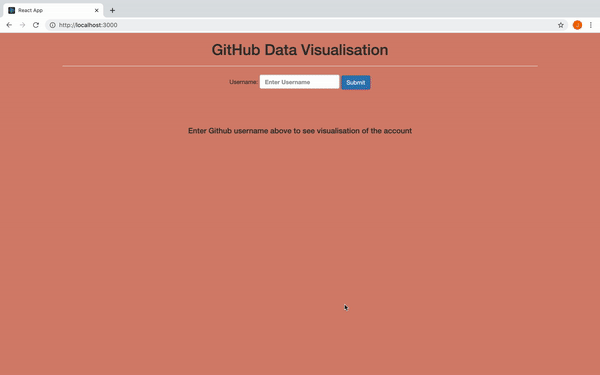 React App
http://localhost:3000
GitHub Data Visualisation
Username: Enter Username Submit
Enter Github username above to see visualisation of the account